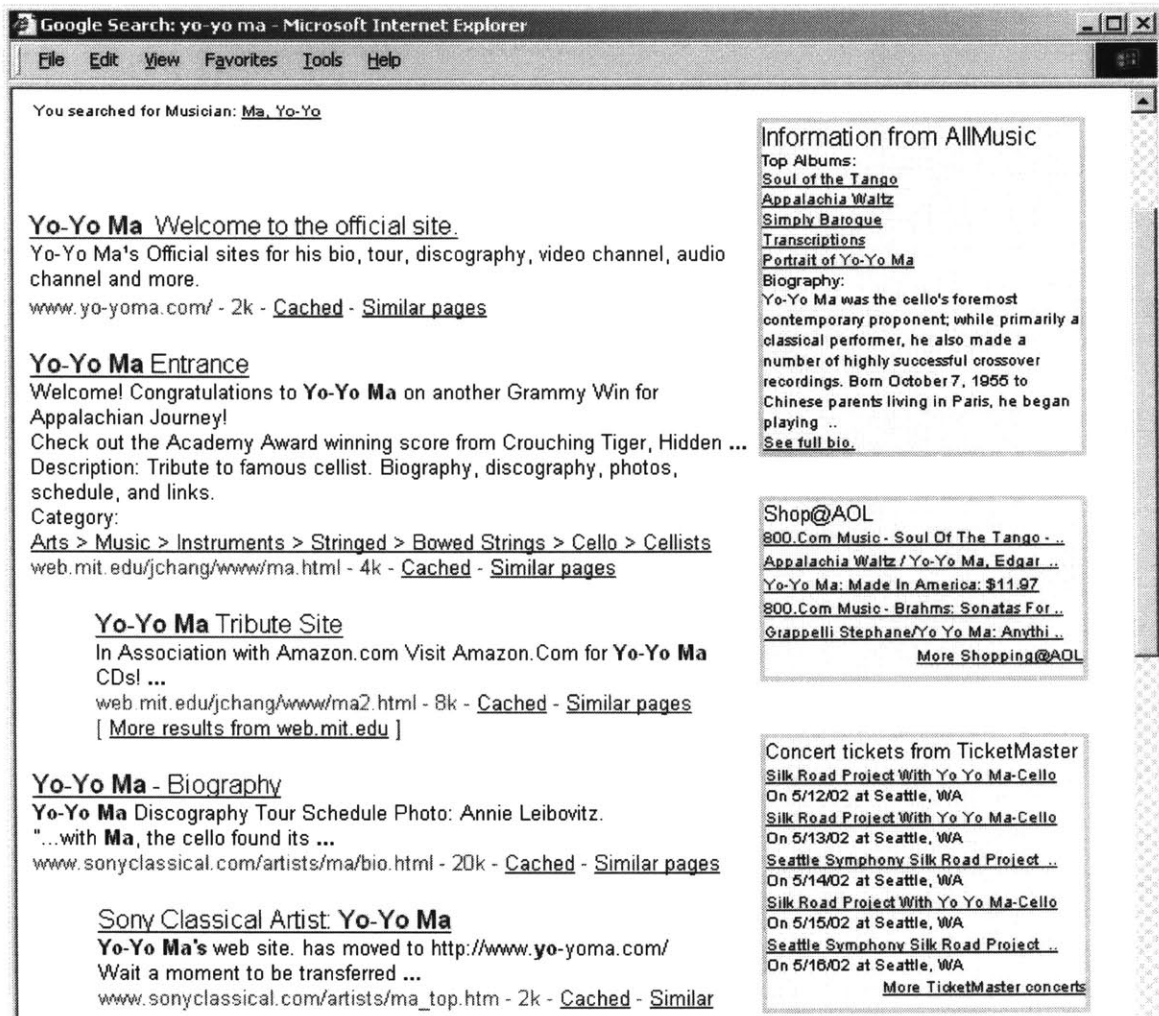 Google Search: yo-yo ma - Microsoft Internet Explorer
File Edit View Favorites Tools Help
You searched for Musician: Ma, Yo-Yo
Yo-Yo Ma Welcome to the official site.
Yo-Yo Ma's Official sites for his bio, tour, discography, video channel, audio
channel and more.
www.yo-yoma.com/ - 2k - Cached - Similar pages
Yo-Yo Ma Entrance
Welcome! Congratulations to Yo-Yo Ma on another Grammy Win for
Appalachian Journey!
Check out the Academy Award winning score from Crouching Tiger, Hidden ...
Description: Tribute to famous cellist. Biography, discography, photos,
schedule, and links.
Category:
Arts > Music > Instruments > Stringed > Bowed Strings > Cello > Cellists
web.mit.edu/jchang/www/ma.html - 4k - Cached - Similar pages
Yo-Yo Ma Tribute Site
In Association with Amazon.com Visit Amazon.Com for Yo-Yo Ma
CDs! ...
web.mit.edu/jchang/www/ma2.html - 8k - Cached - Similar pages
[ More results from web.mit.edu ]
Yo-Yo Ma - Biography
Yo-Yo Ma Discography Tour Schedule Photo: Annie Leibovitz.
"...with Ma, the cello found its ...
www.sonyclassical.com/artists/ma/bio.html - 20k - Cached - Similar pages
Sony Classical Artist: Yo-Yo Ma
Yo-Yo Ma's web site. has moved to http://www.yo-yoma.com/
Wait a moment to be transferred ...
www.sonyclassical.com/artists/ma_top.htm - 2k - Cached - Similar
Information from AllMusic
Top Albums:
Soul of the Tango
Appalachia Waltz
Simply Baroque
Transcriptions
Portrait of Yo-Yo Ma
Biography:
Yo-Yo Ma was the cello's foremost
contemporary proponent; while primarily a
classical performer, he also made a
number of highly successful crossover
recordings. Born October 7, 1955 to
Chinese parents living in Paris, he began
playing ..
See full bio.
Shop@AOL
800.Com Music - Soul Of The Tango - ..
Appalachia Waltz / Yo-Yo Ma, Edgar ..
Yo-Yo Ma: Made In America: $11.97
800.Com Music - Brahms: Sonatas For ..
Grappelli Stephane/Yo Yo Ma: Anythi ..
More Shopping@AOL
Concert tickets from TicketMaster
Silk Road Project With Yo Yo Ma-Cello
On 5/12/02 at Seattle, WA
Silk Road Project With Yo Yo Ma-Cello
On 5/13/02 at Seattle, WA
Seattle Symphony Silk Road Project ..
On 5/14/02 at Seattle, WA
Silk Road Project With Yo Yo Ma-Cello
On 5/15/02 at Seattle, WA
Seattle Symphony Silk Road Project ..
On 5/16/02 at Seattle, WA
More TicketMaster concerts